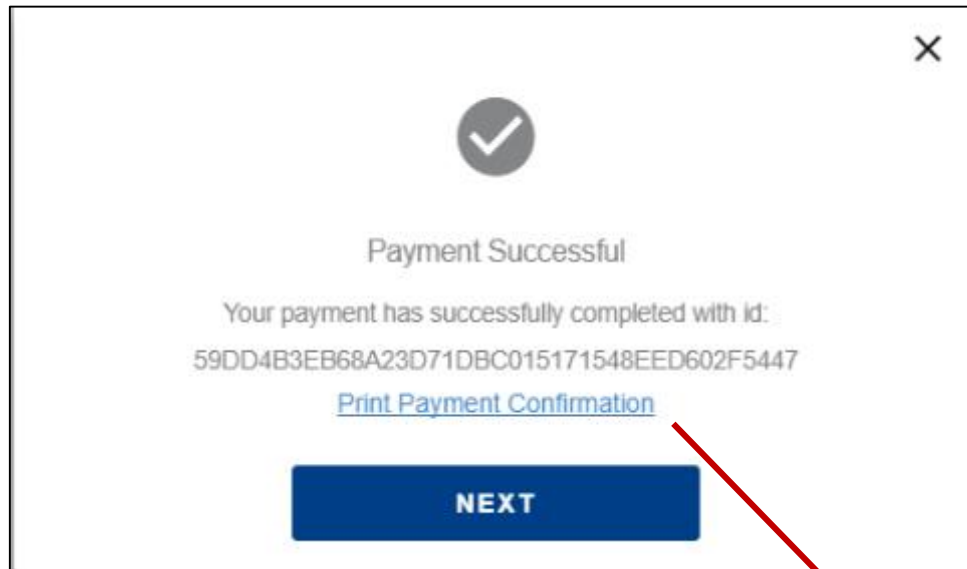 Payment Successful
Your payment has successfully completed with id:
59DD4B3EB68A23D71DBC015171548EED602F5447
Print Payment Confirmation
NEXT